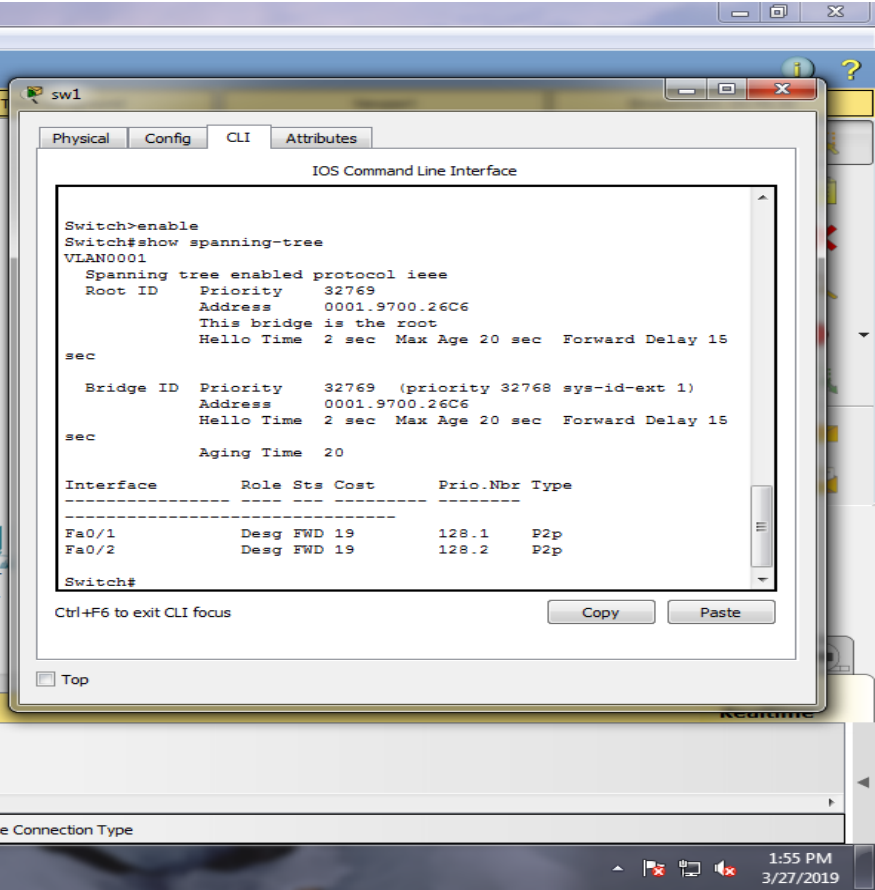 sw1
Physical Config CLI Attributes
IOS Command Line Interface
Switch>enable
Switch#show spanning-tree
VLAN0001
Spanning tree enabled protocol ieee
Root ID Priority 32769
Address 0001.9700.26C6
This bridge is the root
Hello Time 2 sec Max Age 20 sec Forward Delay 15
sec
Bridge ID Priority 32769 (priority 32768 sys-id-ext 1)
Address 0001.9700.26C6
Hello Time 2 sec Max Age 20 sec Forward Delay 15
sec
Aging Time 20
Interface Role Sts Cost Prio.Nbr Type
---------------- ---- --- --------- --------
--------------------------------
Fa0/1 Desg FWD 19 128.1 P2p
Fa0/2 Desg FWD 19 128.2 P2p
Switch#
Ctrl+F6 to exit CLI focus
Copy Paste
Top
Realtime
e Connection Type
1:55 PM
3/27/2019